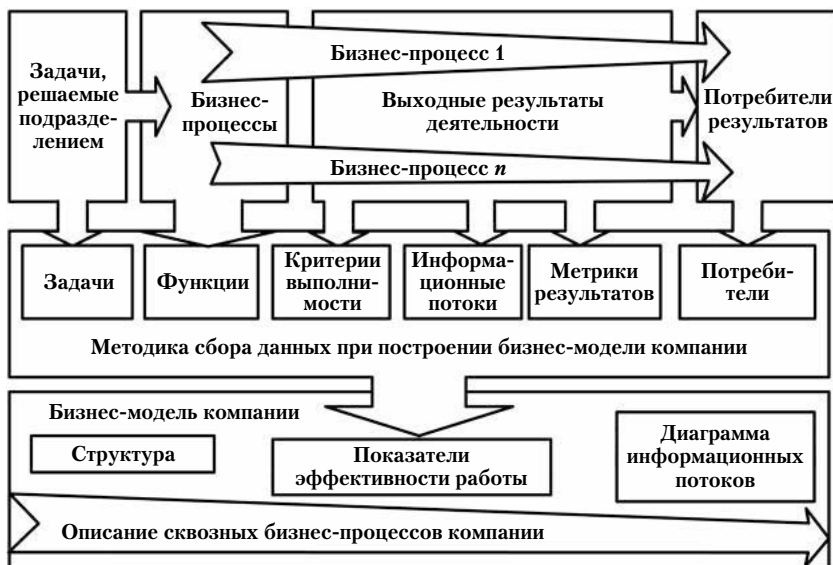 Бизнес-процесс 1
Задачи,
решаемые
подразде-
лением
Бизнес-
процессы
Выходные результаты
деятельности
Потребители
результатов
Бизнес-процесс n
Задачи
Функции
Критерии
выполни-
мости
Информа-
ционные
потоки
Метрики
результатов
Потреби-
тели
Методика сбора данных при построении бизнес-модели компании
Бизнес-модель компании
Структура
Показатели
эффективности работы
Диаграмма
информационных
потоков
Описание сквозных бизнес-процессов компании